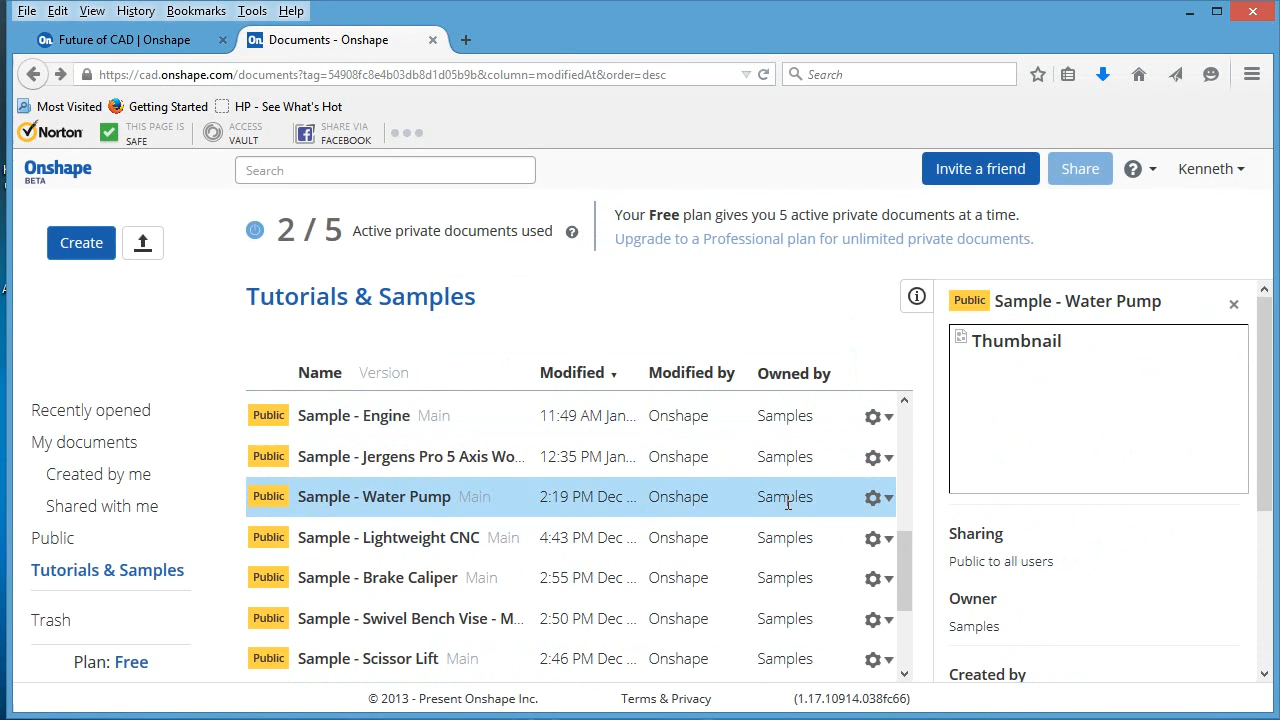 File Edit View History Bookmarks Tools Help
On Future of CAD | Onshape × On Documents - Onshape × +
https://cad.onshape.com/documents?tag=54908fc8e4b03db8d1d05b9b&column=modifiedAt&order=desc Search
Most Visited Getting Started HP - See What's Hot
Norton THIS PAGE IS SAFE ACCESS VAULT SHARE VIA FACEBOOK
Onshape BETA Search Invite a friend Share ? Kenneth
Create 2 / 5 Active private documents used ?
Your Free plan gives you 5 active private documents at a time.
Upgrade to a Professional plan for unlimited private documents.
Tutorials & Samples
Name Version Modified Modified by Owned by
Public Sample - Engine Main 11:49 AM Jan... Onshape Samples
Public Sample - Jergens Pro 5 Axis Wo... 12:35 PM Jan... Onshape Samples
Public Sample - Water Pump Main 2:19 PM Dec ... Onshape Samples
Public Sample - Lightweight CNC Main 4:43 PM Dec ... Onshape Samples
Public Sample - Brake Caliper Main 2:55 PM Dec ... Onshape Samples
Public Sample - Swivel Bench Vise - M... 2:50 PM Dec ... Onshape Samples
Public Sample - Scissor Lift Main 2:46 PM Dec ... Onshape Samples
Recently opened
My documents
Created by me
Shared with me
Public
Tutorials & Samples
Trash
Plan: Free
Public Sample - Water Pump ×
Thumbnail
Sharing
Public to all users
Owner
Samples
Created by
© 2013 - Present Onshape Inc. Terms & Privacy (1.17.10914.038fc66)